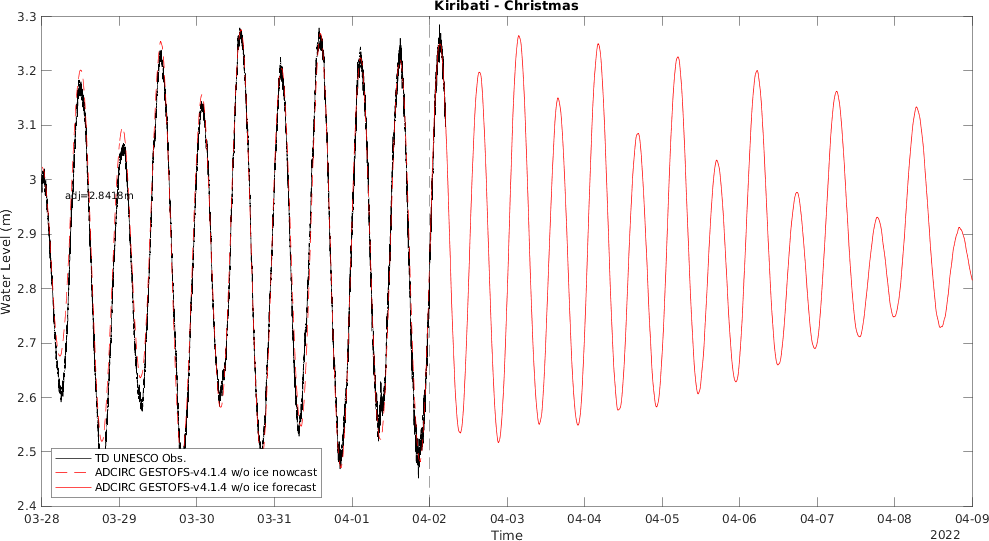 Kiribati - Christmas
Water Level (m)
3.3
3.2
3.1
3
2.9
2.8
2.7
2.6
2.5
2.4
adj=2.8418m
TD UNESCO Obs.
ADCIRC GESTOFS-v4.1.4 w/o ice nowcast
ADCIRC GESTOFS-v4.1.4 w/o ice forecast
03-28 03-29 03-30 03-31 04-01 04-02 04-03 04-04 04-05 04-06 04-07 04-08 04-09
Time
2022